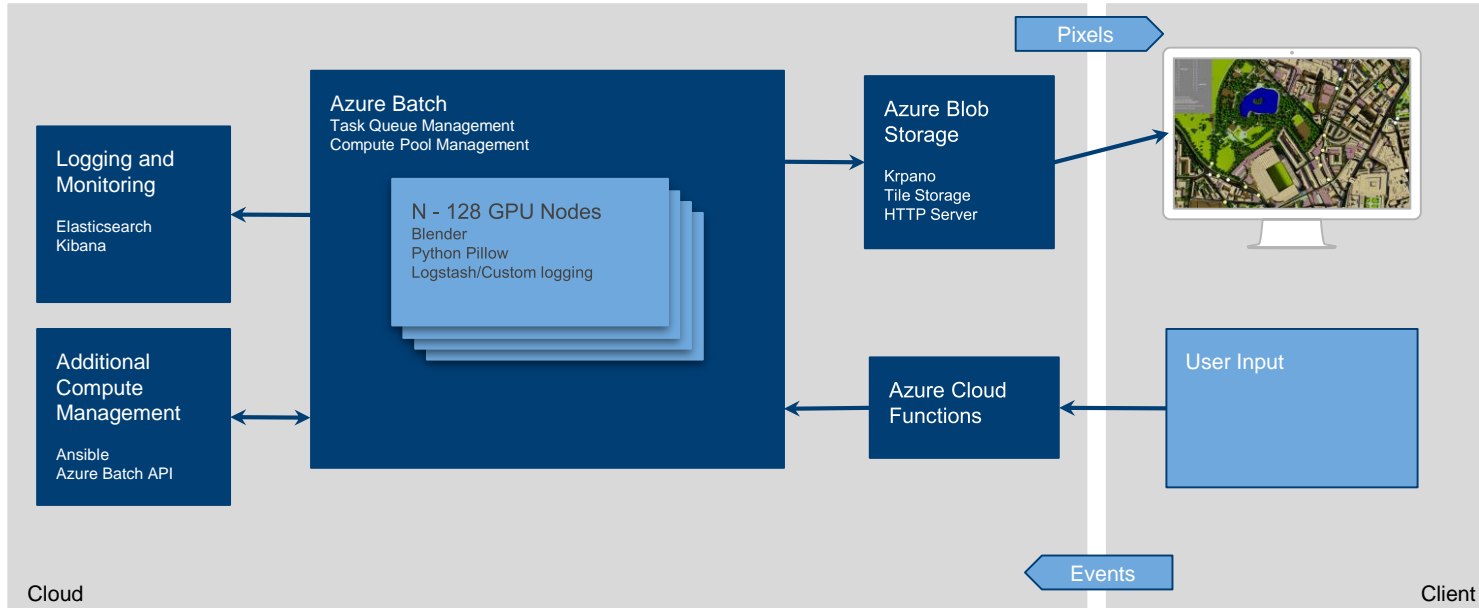 Pixels
Azure Batch
Task Queue Management
Compute Pool Management
Azure Blob
Storage
Krpano
Tile Storage
HTTP Server
Logging and
Monitoring
Elasticsearch
Kibana
N - 128 GPU Nodes
Blender
Python Pillow
Logstash/Custom logging
Additional
Compute
Management
Ansible
Azure Batch API
Azure Cloud
Functions
User Input
Events
Cloud
Client